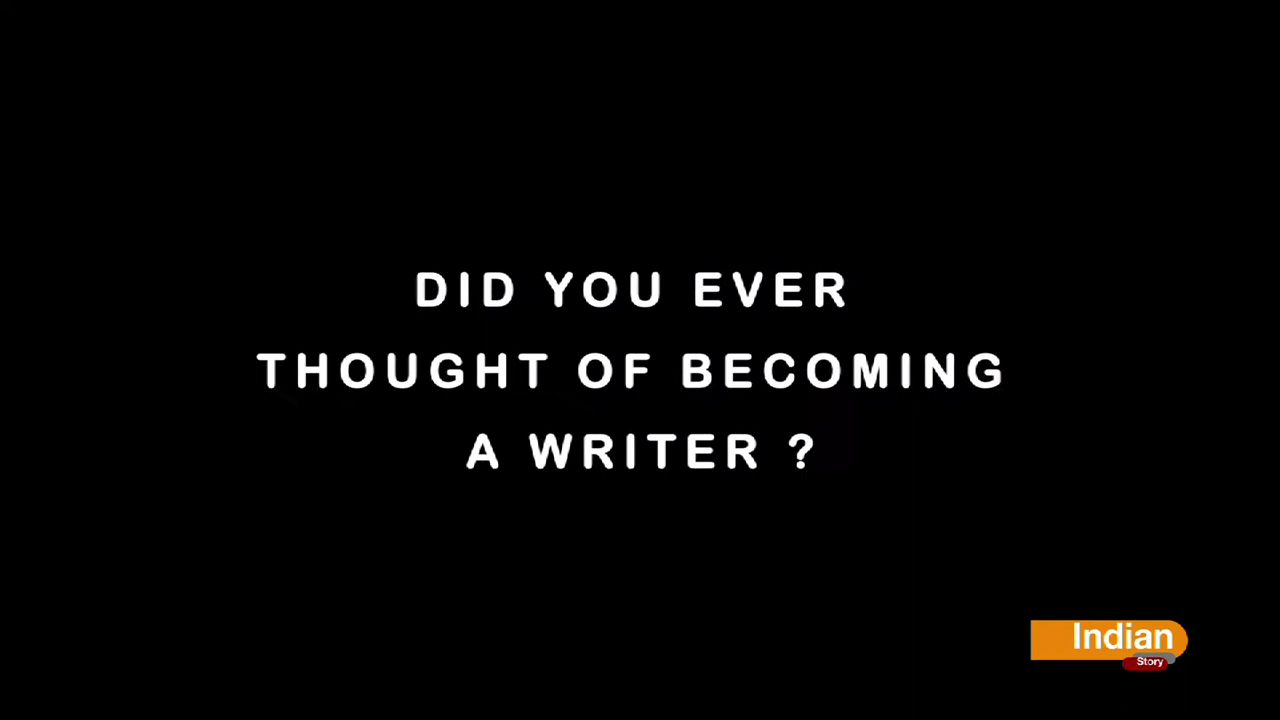 DID YOU EVER
THOUGHT OF BECOMING
A WRITER ?
Indian
Story